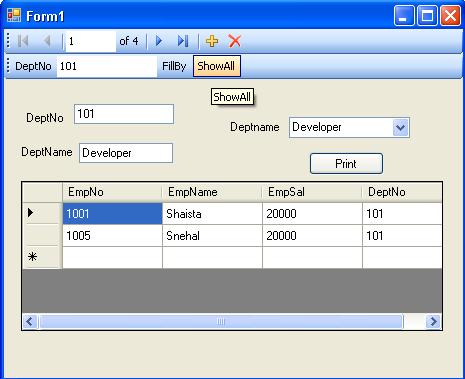 Form1
1 of 4
DeptNo 101 FillBy ShowAll
ShowAll
DeptNo 101
Deptname Developer
DeptName Developer
Print
EmpNo EmpName EmpSal DeptNo
1001 Shaista 20000 101
1005 Snehal 20000 101